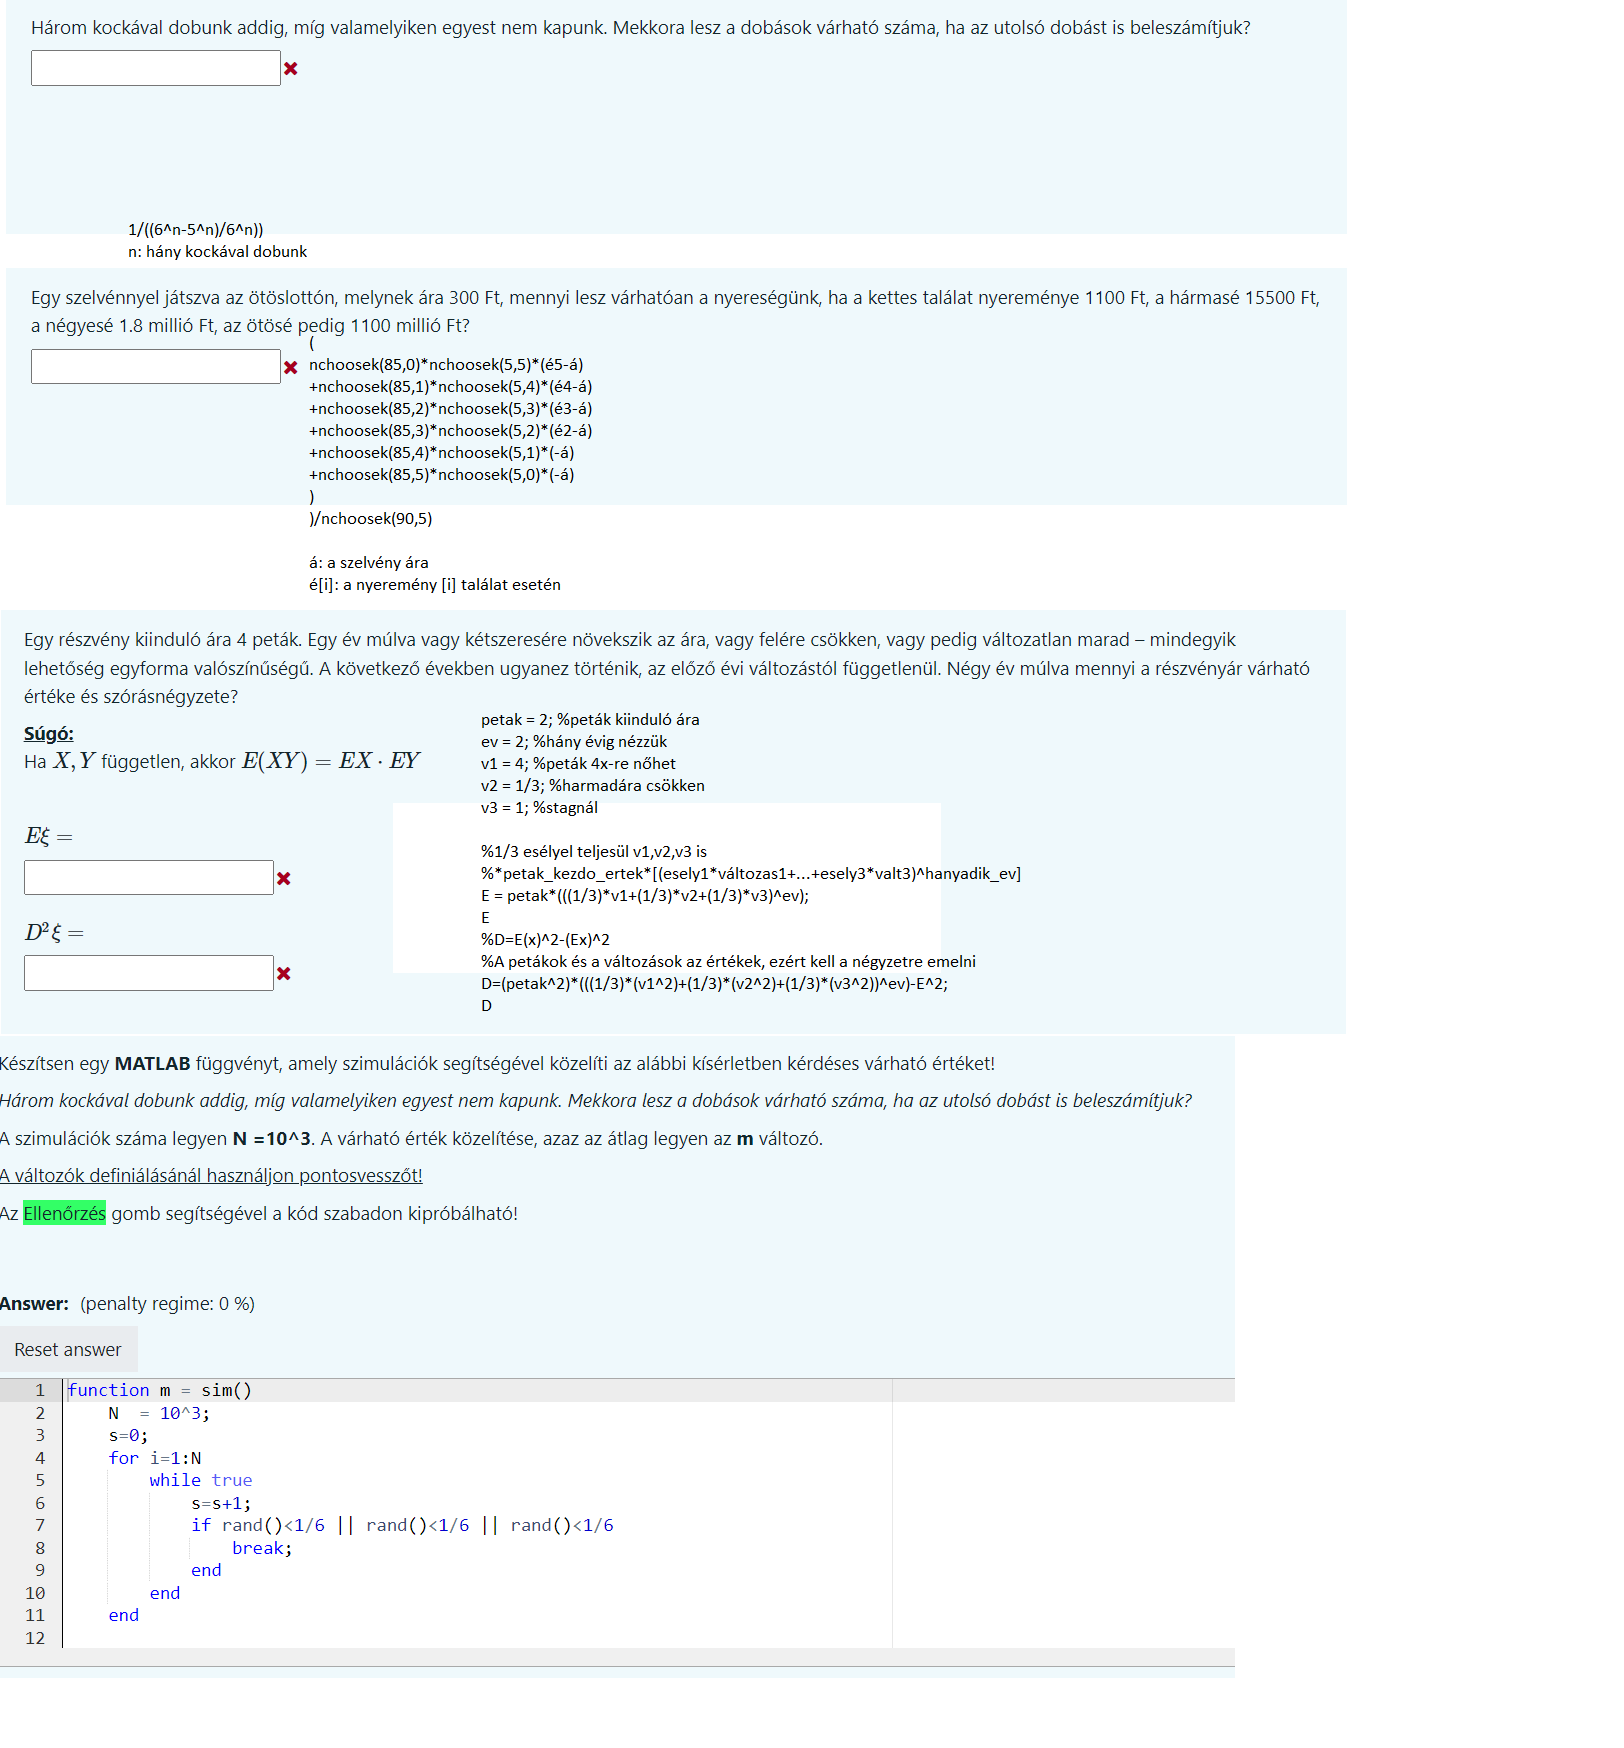 Három kockával dobunk addig, míg valamelyiken egyest nem kapunk. Mekkora lesz a dobások várható száma, ha az utolsó dobást is beleszámítjuk?
1/((6^n-5^n)/6^n))
n: hány kockával dobunk
Egy szelvénnyel játszva az ötöslottón, melynek ára 300 Ft, mennyi lesz várhatóan a nyereségünk, ha a kettes találat nyereménye 1100 Ft, a hármasé 15500 Ft,
a négyesé 1.8 millió Ft, az ötösé pedig 1100 millió Ft?
(
nchoosek(85,0)*nchoosek(5,5)*(é5-á)
+nchoosek(85,1)*nchoosek(5,4)*(é4-á)
+nchoosek(85,2)*nchoosek(5,3)*(é3-á)
+nchoosek(85,3)*nchoosek(5,2)*(é2-á)
+nchoosek(85,4)*nchoosek(5,1)*(-á)
+nchoosek(85,5)*nchoosek(5,0)*(-á)
)
)/nchoosek(90,5)
á: a szelvény ára
é[i]: a nyeremény [i] találat esetén
Egy részvény kiinduló ára 4 peták. Egy év múlva vagy kétszeresére növekszik az ára, vagy felére csökken, vagy pedig változatlan marad – mindegyik
lehetőség egyforma valószínűségű. A következő években ugyanez történik, az előző évi változástól függetlenül. Négy év múlva mennyi a részvényár várható
értéke és szórásnégyzete?
Súgó:
Ha X, Y független, akkor E(XY) = EX · EY
Eξ =
D²ξ =
petak = 2; %peták kiinduló ára
ev = 2; %hány évig nézzük
v1 = 4; %peták 4x-re nőhet
v2 = 1/3; %harmadára csökken
v3 = 1; %stagnál
%1/3 esélyel teljesül v1,v2,v3 is
%*petak_kezdo_ertek*[(esely1*változas1+...+esely3*valt3)^hanyadik_ev]
E = petak*(((1/3)*v1+(1/3)*v2+(1/3)*v3)^ev);
E
%D=E(x)^2-(Ex)^2
%A petákok és a változások az értékek, ezért kell a négyzetre emelni
D=(petak^2)*(((1/3)*(v1^2)+(1/3)*(v2^2)+(1/3)*(v3^2))^ev)-E^2;
D
Készítsen egy MATLAB függvényt, amely szimulációk segítségével közelíti az alábbi kísérletben kérdéses várható értéket!
Három kockával dobunk addig, míg valamelyiken egyest nem kapunk. Mekkora lesz a dobások várható száma, ha az utolsó dobást is beleszámítjuk?
A szimulációk száma legyen N =10^3. A várható érték közelítése, azaz az átlag legyen az m változó.
A változók definiálásánál használjon pontosvesszőt!
Az Ellenőrzés gomb segítségével a kód szabadon kipróbálható!
Answer: (penalty regime: 0 %)
Reset answer
1 function m = sim()
2 N = 10^3;
3 s=0;
4 for i=1:N
5 while true
6 s=s+1;
7 if rand()<1/6 || rand()<1/6 || rand()<1/6
8 break;
9 end
10 end
11 end
12